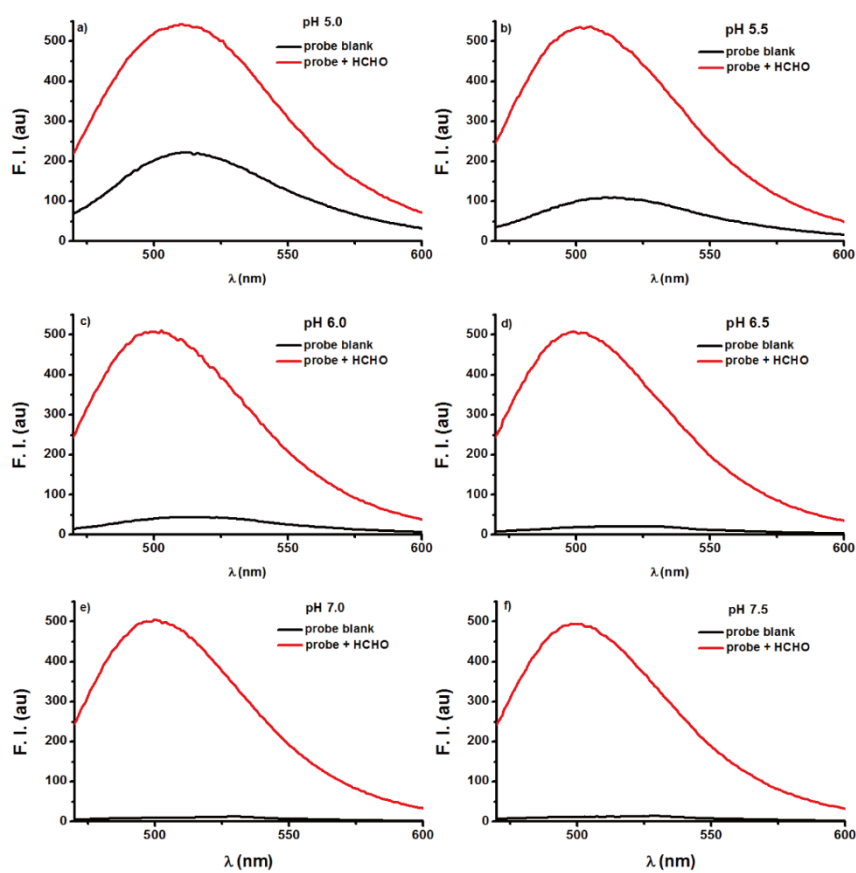 a)
pH 5.0
probe blank
probe + HCHO
F. I. (au)
500
400
300
200
100
0
500 550 600
λ (nm)
b)
pH 5.5
probe blank
probe + HCHO
F. I. (au)
500
400
300
200
100
0
500 550 600
λ (nm)
c)
pH 6.0
probe blank
probe + HCHO
F. I. (au)
500
400
300
200
100
0
500 550 600
λ (nm)
d)
pH 6.5
probe blank
probe + HCHO
F. I. (au)
500
400
300
200
100
0
500 550 600
λ (nm)
e)
pH 7.0
probe blank
probe + HCHO
F. I. (au)
500
400
300
200
100
0
500 550 600
λ (nm)
f)
pH 7.5
probe blank
probe + HCHO
F. I. (au)
500
400
300
200
100
0
500 550 600
λ (nm)